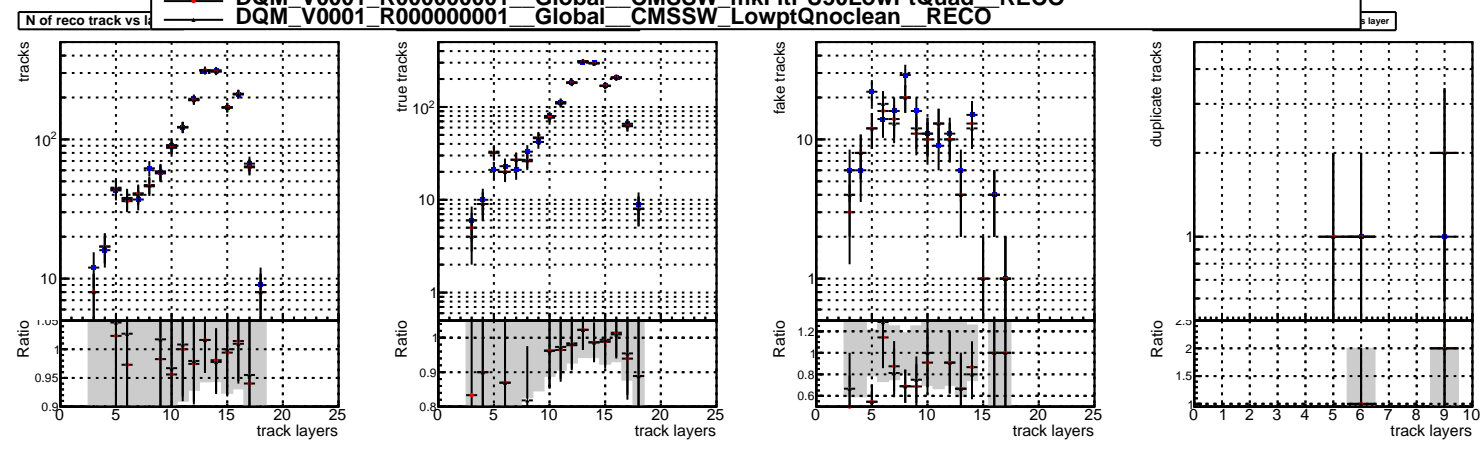 DQM_V0001_R000000001__Global__CMSSW_LowptQnoclean__RECO
N of reco track vs la
s layer
tracks
10²
10
Ratio
1.05
1
0.95
0.9
0 5 10 15 20 25
track layers
true tracks
10²
10
1
Ratio
1
0.9
0.8
0 5 10 15 20 25
track layers
fake tracks
10
1
Ratio
1.2
1
0.8
0.6
0 5 10 15 20 25
track layers
duplicate tracks
1
Ratio
2.5
2
1.5
1
0 1 2 3 4 5 6 7 8 9 10
track layers